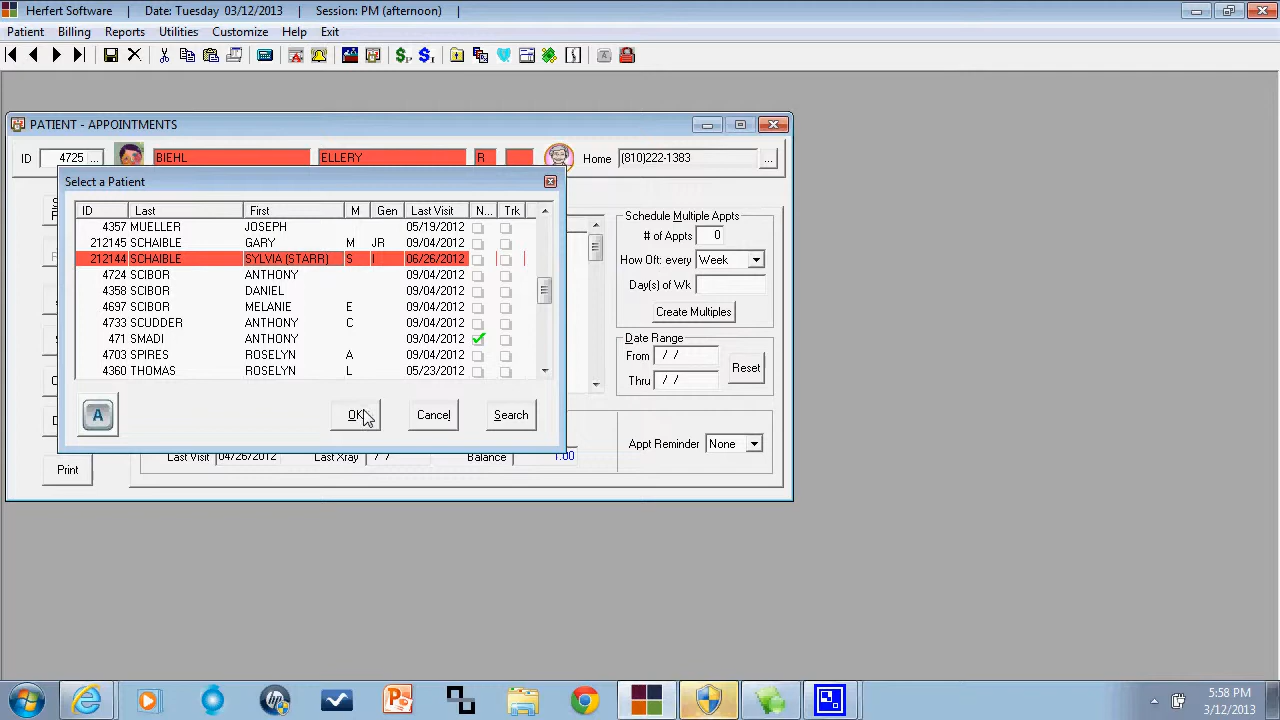 Herfert Software | Date: Tuesday 03/12/2013 | Session: PM (afternoon) |
Patient Billing Reports Utilities Customize Help Exit
PATIENT - APPOINTMENTS
ID 4725 ... BIEHL ELLERY R Home (810)222-1383 ...
Select a Patient
ID Last First M Gen Last Visit N... Trk
4357 MUELLER JOSEPH 05/19/2012
212145 SCHAIBLE GARY M JR 09/04/2012
212144 SCHAIBLE SYLVIA (STARR) S I 06/26/2012
4724 SCIBOR ANTHONY 09/04/2012
4358 SCIBOR DANIEL 09/04/2012
4697 SCIBOR MELANIE E 09/04/2012
4733 SCUDDER ANTHONY C 09/04/2012
471 SMADI ANTHONY 09/04/2012
4703 SPIRES ROSELYN A 09/04/2012
4360 THOMAS ROSELYN L 05/23/2012
A OK Cancel Search
Schedule Multiple Appts
# of Appts 0
How Oft: every Week
Day(s) of Wk
Create Multiples
Date Range
From / /
Thru / /
Reset
Appt Reminder None
Last Visit 04/26/2012 Last Xray / / Balance 1.00
Print
5:58 PM
3/12/2013